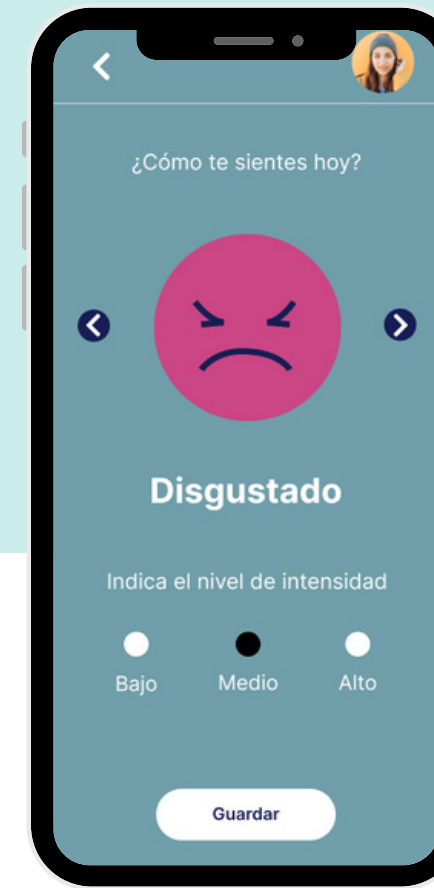 ¿Cómo te sientes hoy?
Disgustado
Indica el nivel de intensidad
Bajo Medio Alto
Guardar